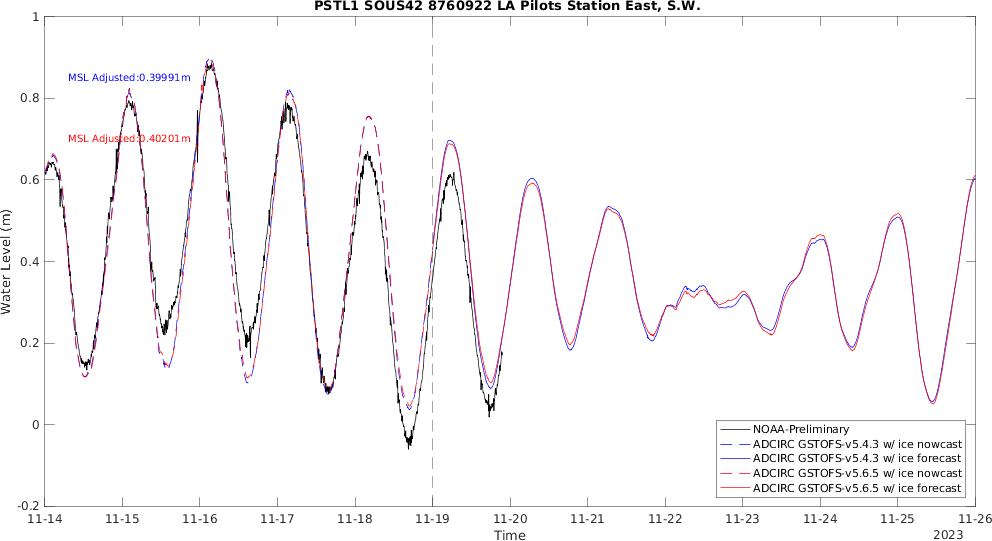 PSTL1 SOUS42 8760922 LA Pilots Station East, S.W.
1
0.8
0.6
0.4
0.2
0
-0.2
Water Level (m)
MSL Adjusted:0.39991m
MSL Adjusted:0.40201m
NOAA-Preliminary
ADCIRC GSTOFS-v5.4.3 w/ ice nowcast
ADCIRC GSTOFS-v5.4.3 w/ ice forecast
ADCIRC GSTOFS-v5.6.5 w/ ice nowcast
ADCIRC GSTOFS-v5.6.5 w/ ice forecast
11-14 11-15 11-16 11-17 11-18 11-19 11-20 11-21 11-22 11-23 11-24 11-25 11-26
Time
2023